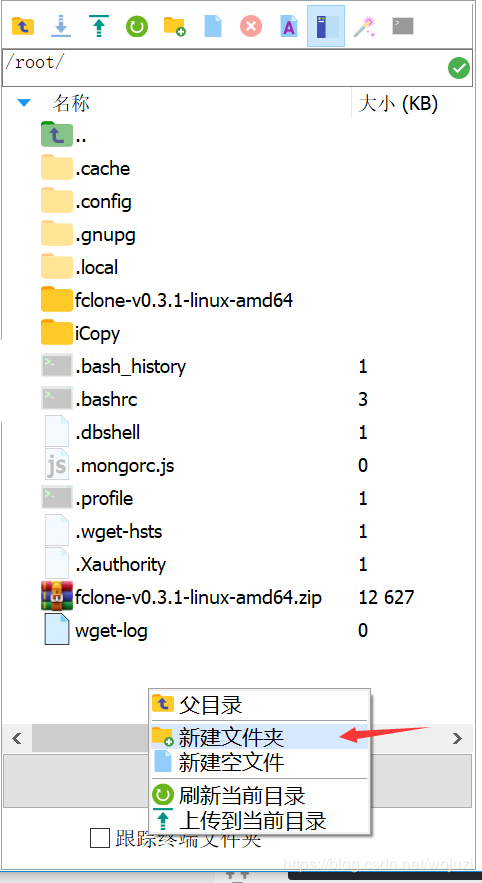 /root/
名称 大小 (KB)
..
.cache
.config
.gnupg
.local
fclone-v0.3.1-linux-amd64
iCopy
.bash_history 1
.bashrc 3
.dbshell 1
.mongorc.js 0
.profile 1
.wget-hsts 1
.Xauthority 1
fclone-v0.3.1-linux-amd64.zip 12 627
wget-log 0
父目录
新建文件夹
新建空文件
刷新当前目录
上传到当前目录
跟踪终端文件夹
https://blog.csdn.net/wojuzi